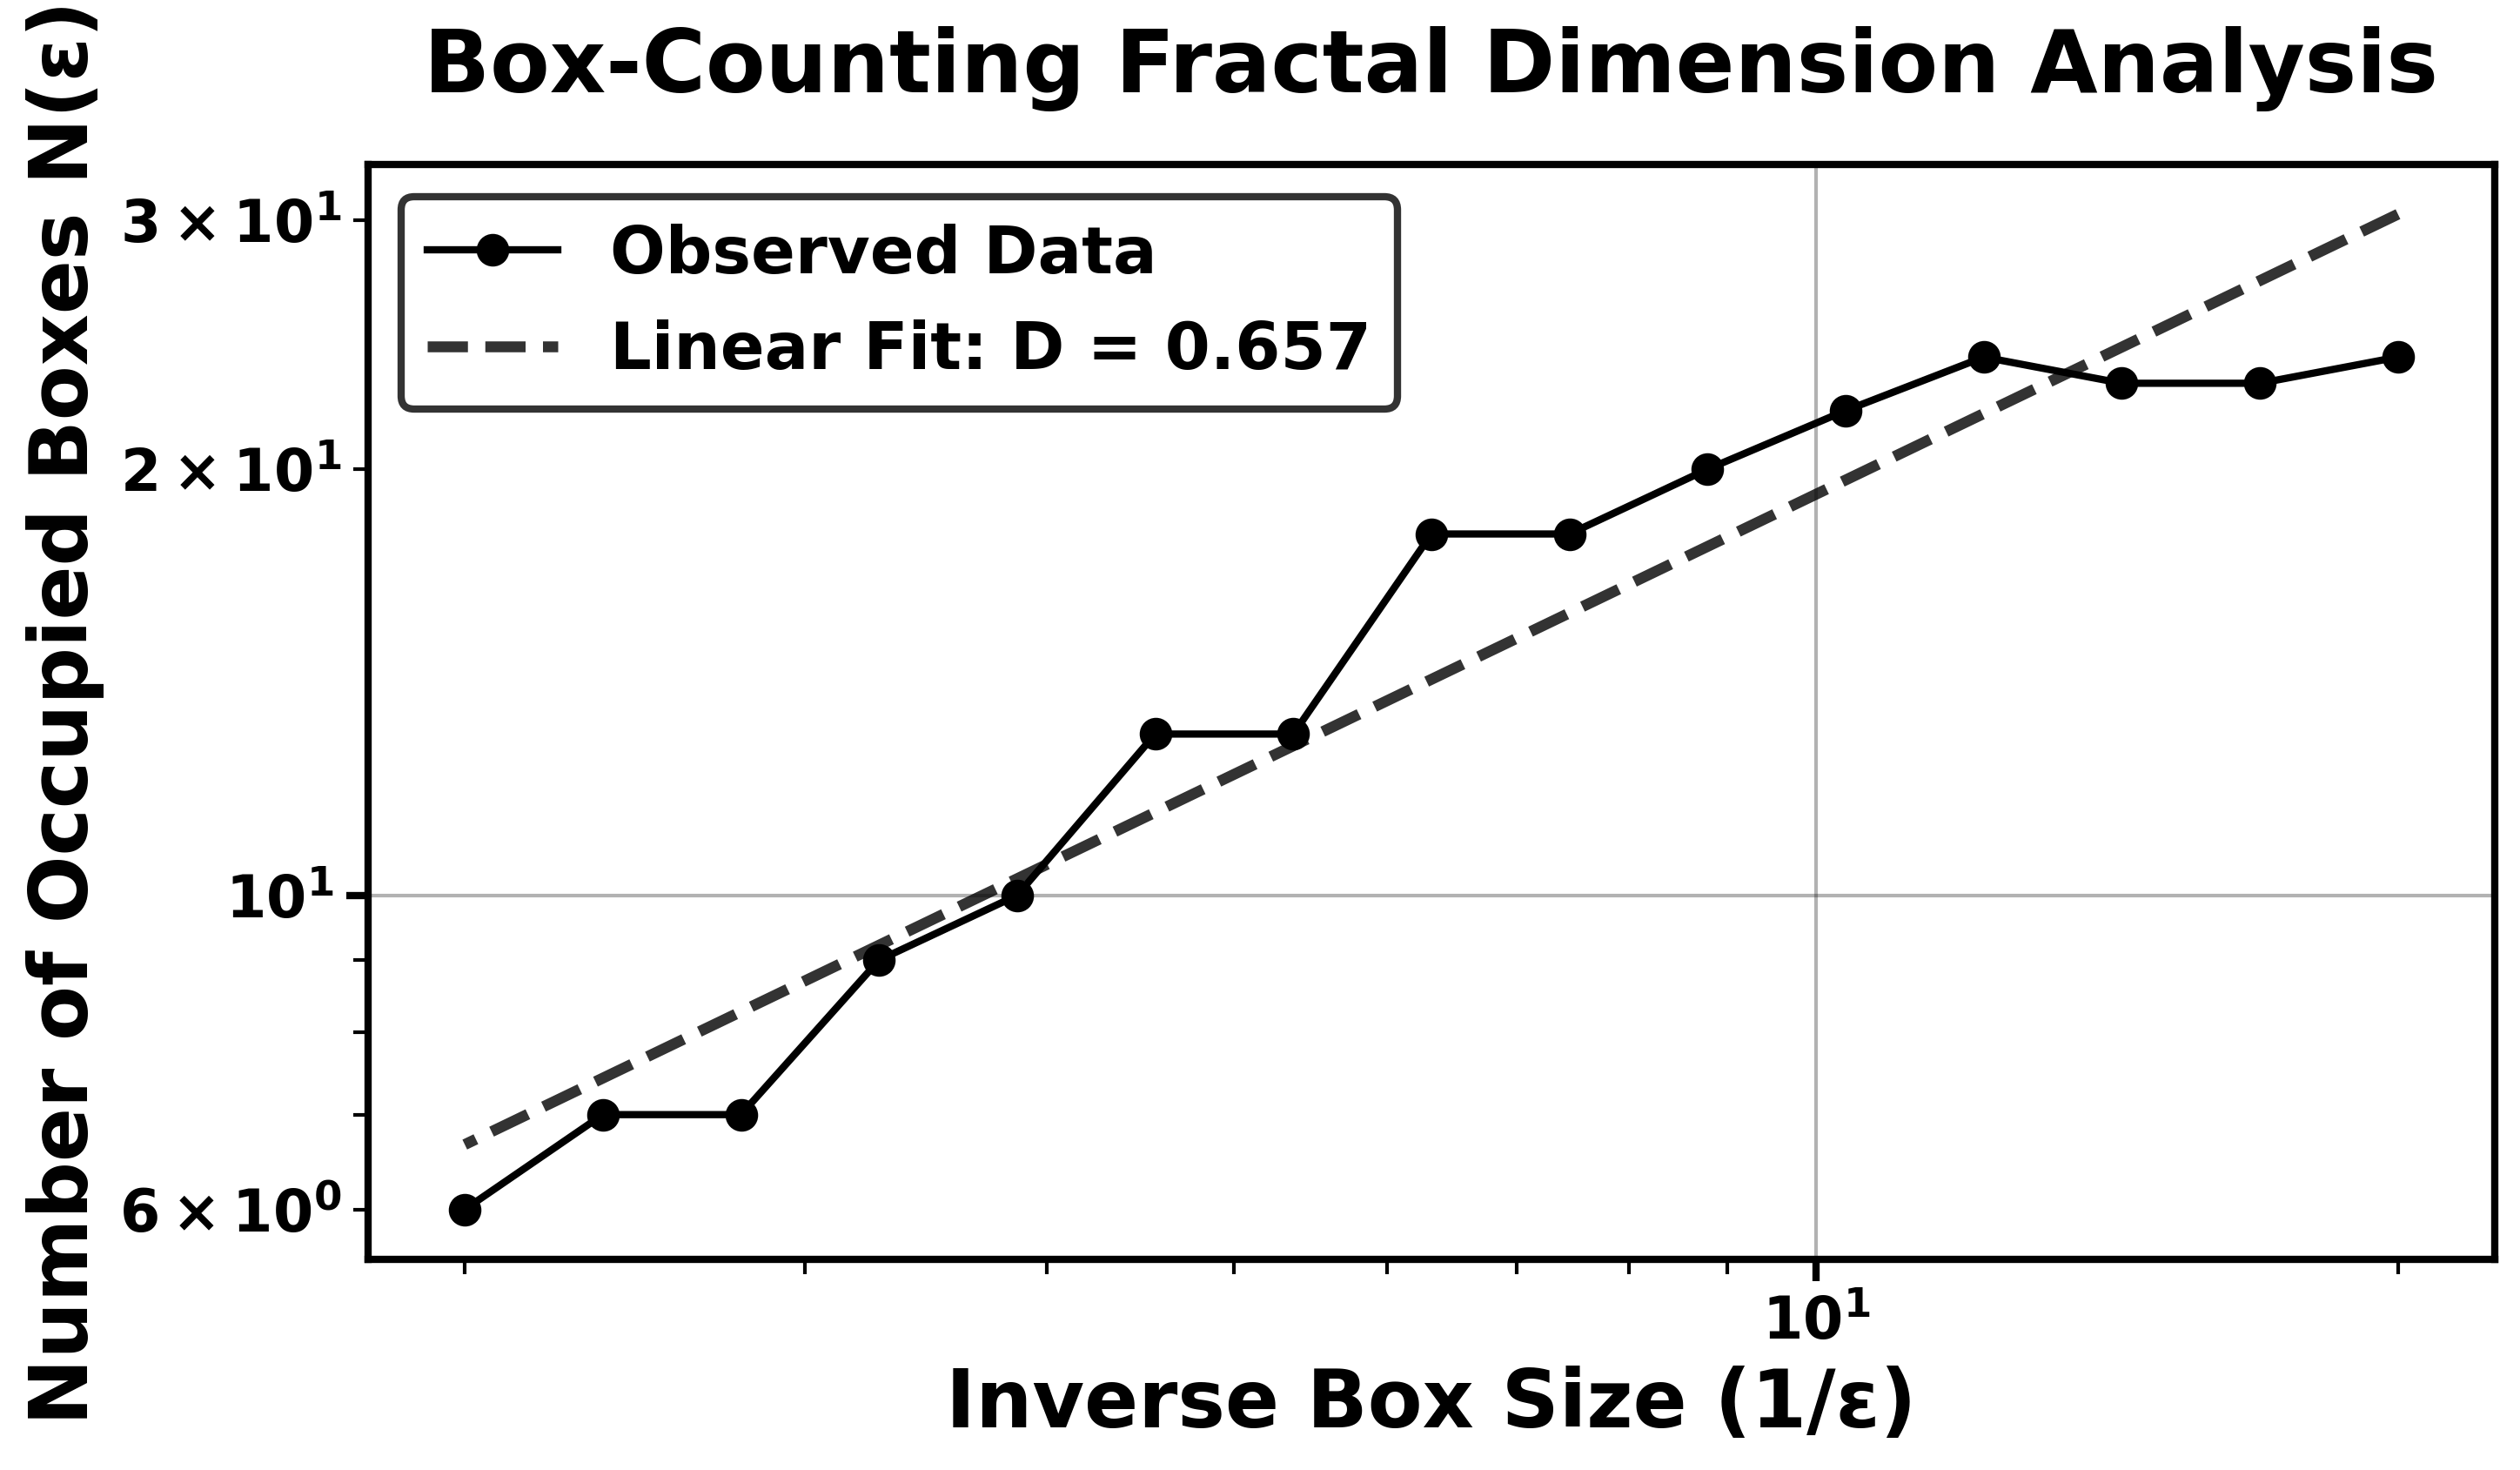 Box-Counting Fractal Dimension Analysis
Number of Occupied Boxes N(ε)
3 × 10¹
2 × 10¹
10¹
6 × 10⁰
Observed Data
Linear Fit: D = 0.657
10¹
Inverse Box Size (1/ε)